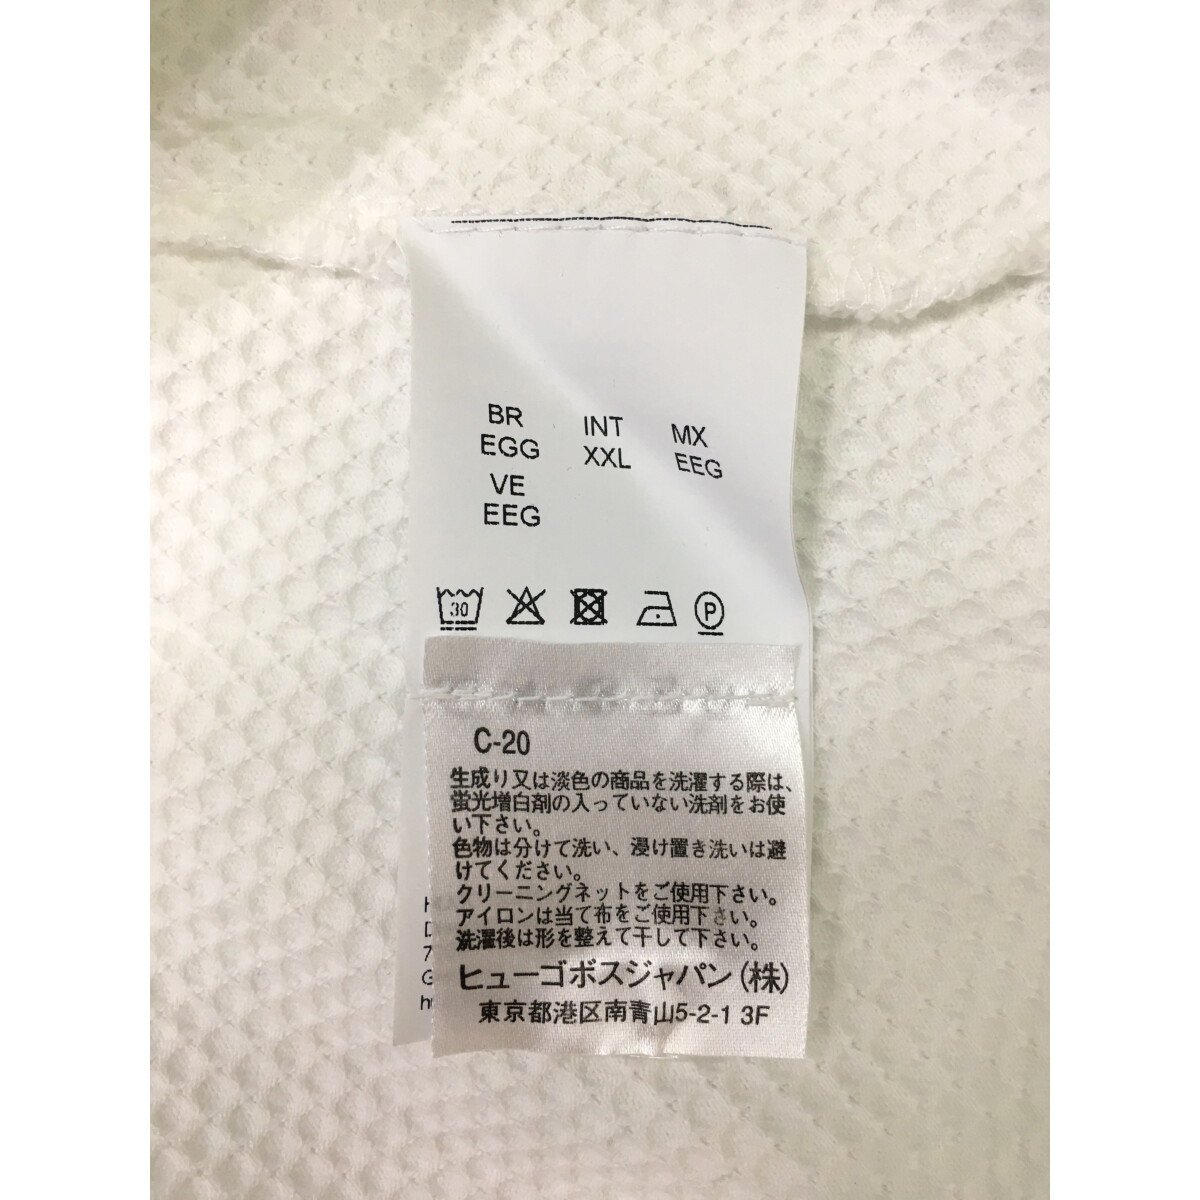 BR INT MX
EGG XXL EEG
VE
EEG
30 P
C-20
生成り又は淡色の商品を洗濯する際は、
蛍光増白剤の入っていない洗剤をお使
い下さい。
色物は分けて洗い、浸け置き洗いは避
けてください。
クリーニングネットをご使用下さい。
アイロンは当て布をご使用下さい。
洗濯後は形を整えて干して下さい。
ヒューゴボスジャパン(株)
東京都港区南青山5-2-1 3F